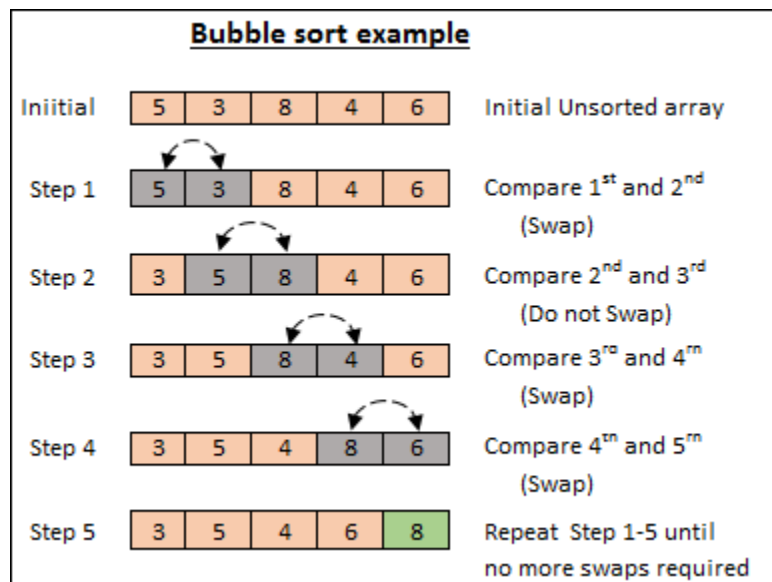 Bubble sort example
Iniitial 5 3 8 4 6 Initial Unsorted array
Step 1 5 3 8 4 6 Compare 1st and 2nd
(Swap)
Step 2 3 5 8 4 6 Compare 2nd and 3rd
(Do not Swap)
Step 3 3 5 8 4 6 Compare 3rd and 4th
(Swap)
Step 4 3 5 4 8 6 Compare 4th and 5th
(Swap)
Step 5 3 5 4 6 8 Repeat Step 1-5 until
no more swaps required